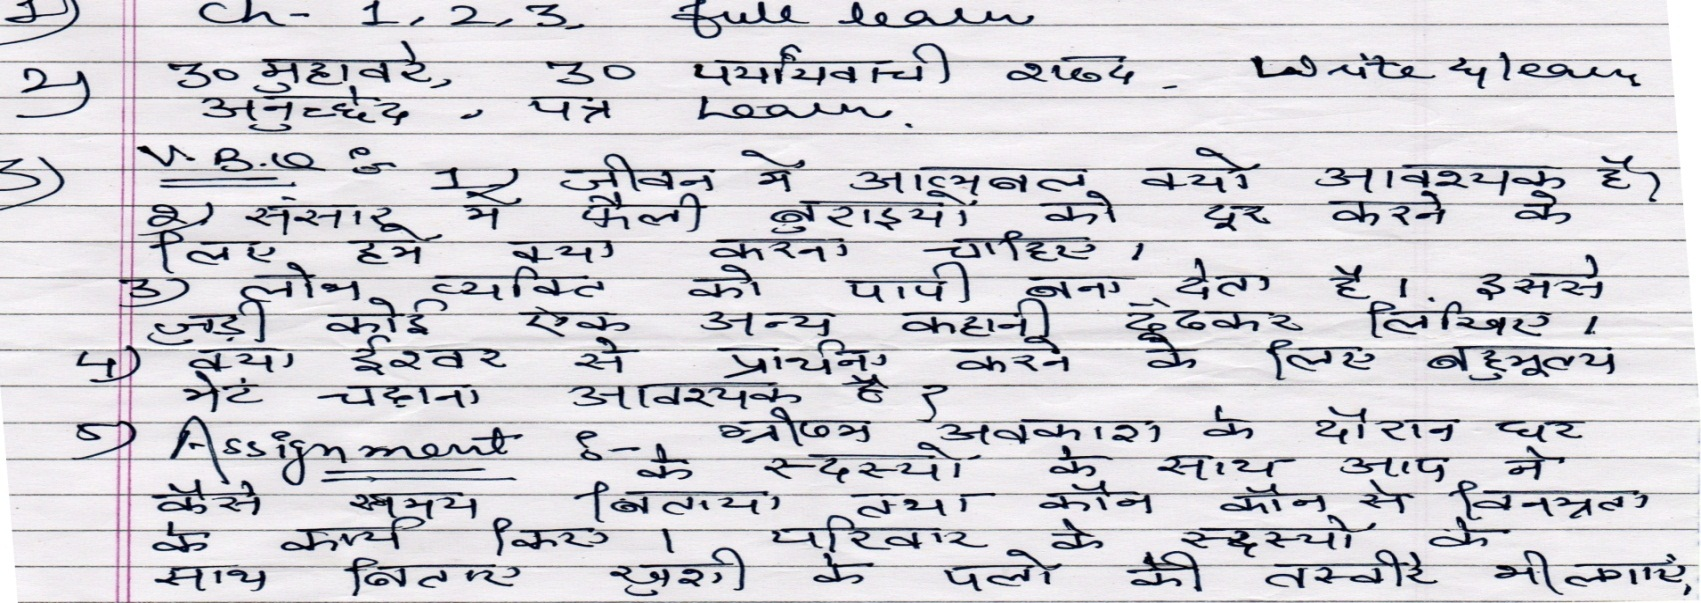 1) Ch- 1, 2, 3, full learn
2) 30 मुहावरे, 30 पर्यायवाची शब्द. Write & learn
अनुच्छेद, पत्र Learn.
3) V.B.Q :- 1) जीवन में आत्मबल क्यों आवश्यक है?
2) संसार में फैली बुराइयों को दूर करने के
लिए हमें क्या करना चाहिए।
3) लोभ व्यक्ति को पापी बना देता है। इससे
जुड़ी कोई एक अन्य कहानी ढूँढकर लिखिए।
4) क्या ईश्वर से प्रार्थना करने के लिए बहुमूल्य
भेटं चढ़ाना आवश्यक है?
5) Assignment :- ग्रीष्म अवकाश के दौरान घर
के सदस्यों के साथ आप ने
कैसे समय बिताया तथा कौन कौन से विनम्रता
के कार्य किए। परिवार के सदस्यों के
साथ बिताए खुशी के पलो की तस्वीरे भी लगाएं,